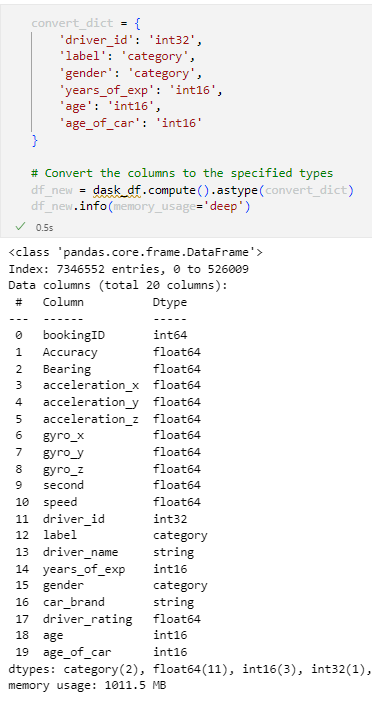 convert_dict = {
    'driver_id': 'int32',
    'label': 'category',
    'gender': 'category',
    'years_of_exp': 'int16',
    'age': 'int16',
    'age_of_car': 'int16'
}

# Convert the columns to the specified types
df_new = dask_df.compute().astype(convert_dict)
df_new.info(memory_usage='deep')
✓ 0.5s
<class 'pandas.core.frame.DataFrame'>
Index: 7346552 entries, 0 to 526009
Data columns (total 20 columns):
 #   Column          Dtype
---  ------          -----
 0   bookingID       int64
 1   Accuracy        float64
 2   Bearing         float64
 3   acceleration_x  float64
 4   acceleration_y  float64
 5   acceleration_z  float64
 6   gyro_x          float64
 7   gyro_y          float64
 8   gyro_z          float64
 9   second          float64
 10  speed           float64
 11  driver_id       int32
 12  label           category
 13  driver_name     string
 14  years_of_exp    int16
 15  gender          category
 16  car_brand       string
 17  driver_rating   float64
 18  age             int16
 19  age_of_car      int16
dtypes: category(2), float64(11), int16(3), int32(1),
memory usage: 1011.5 MB